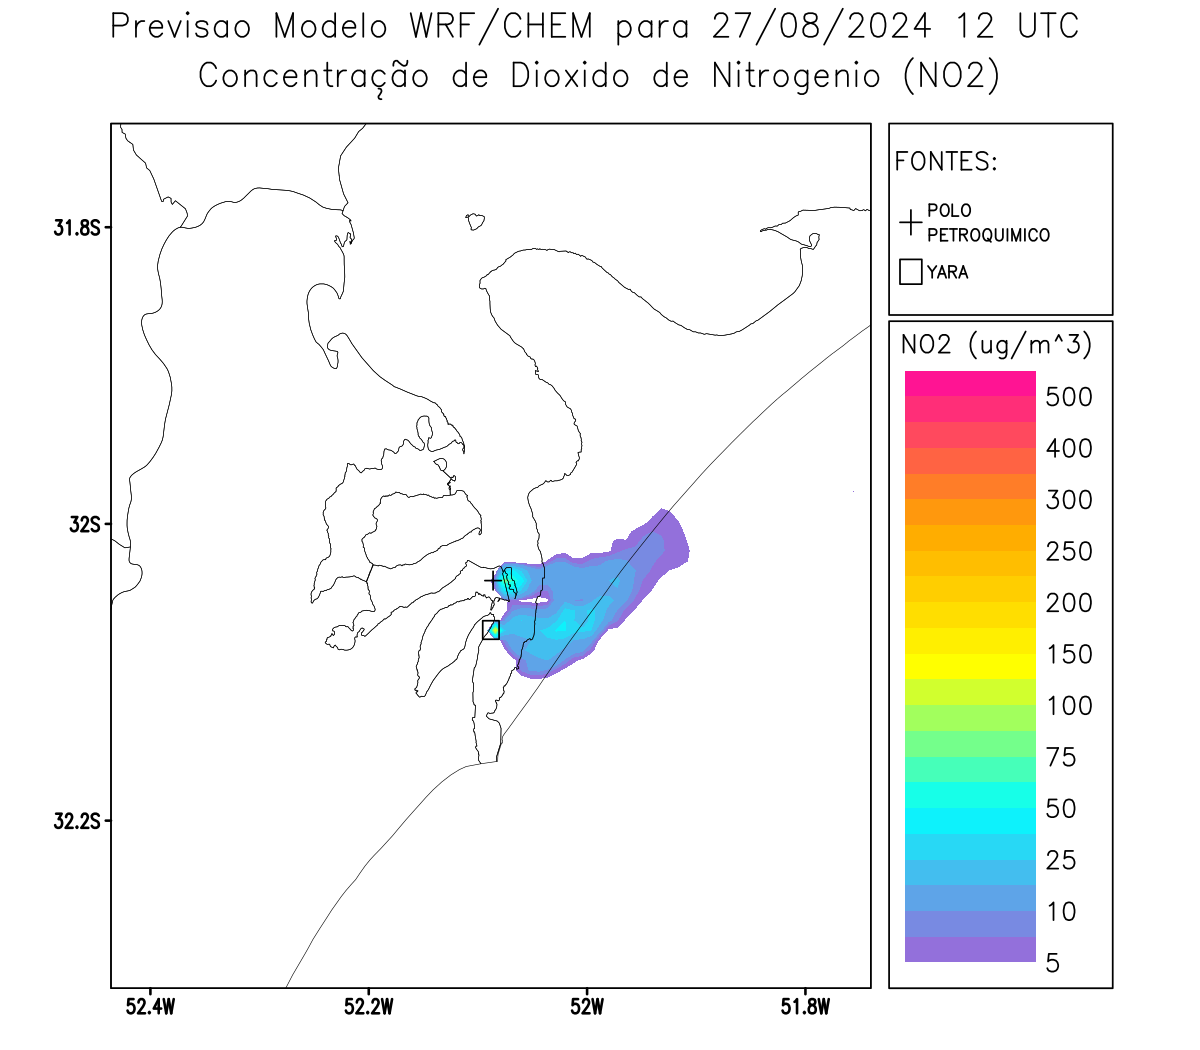 Previsao Modelo WRF/CHEM para 27/08/2024 12 UTC
Concentração de Dioxido de Nitrogenio (NO2)
FONTES:
POLO
PETROQUIMICO
YARA
NO2 (ug/m^3)
500
400
300
250
200
150
100
75
50
25
10
5
31.8S
32S
32.2S
52.4W
52.2W
52W
51.8W